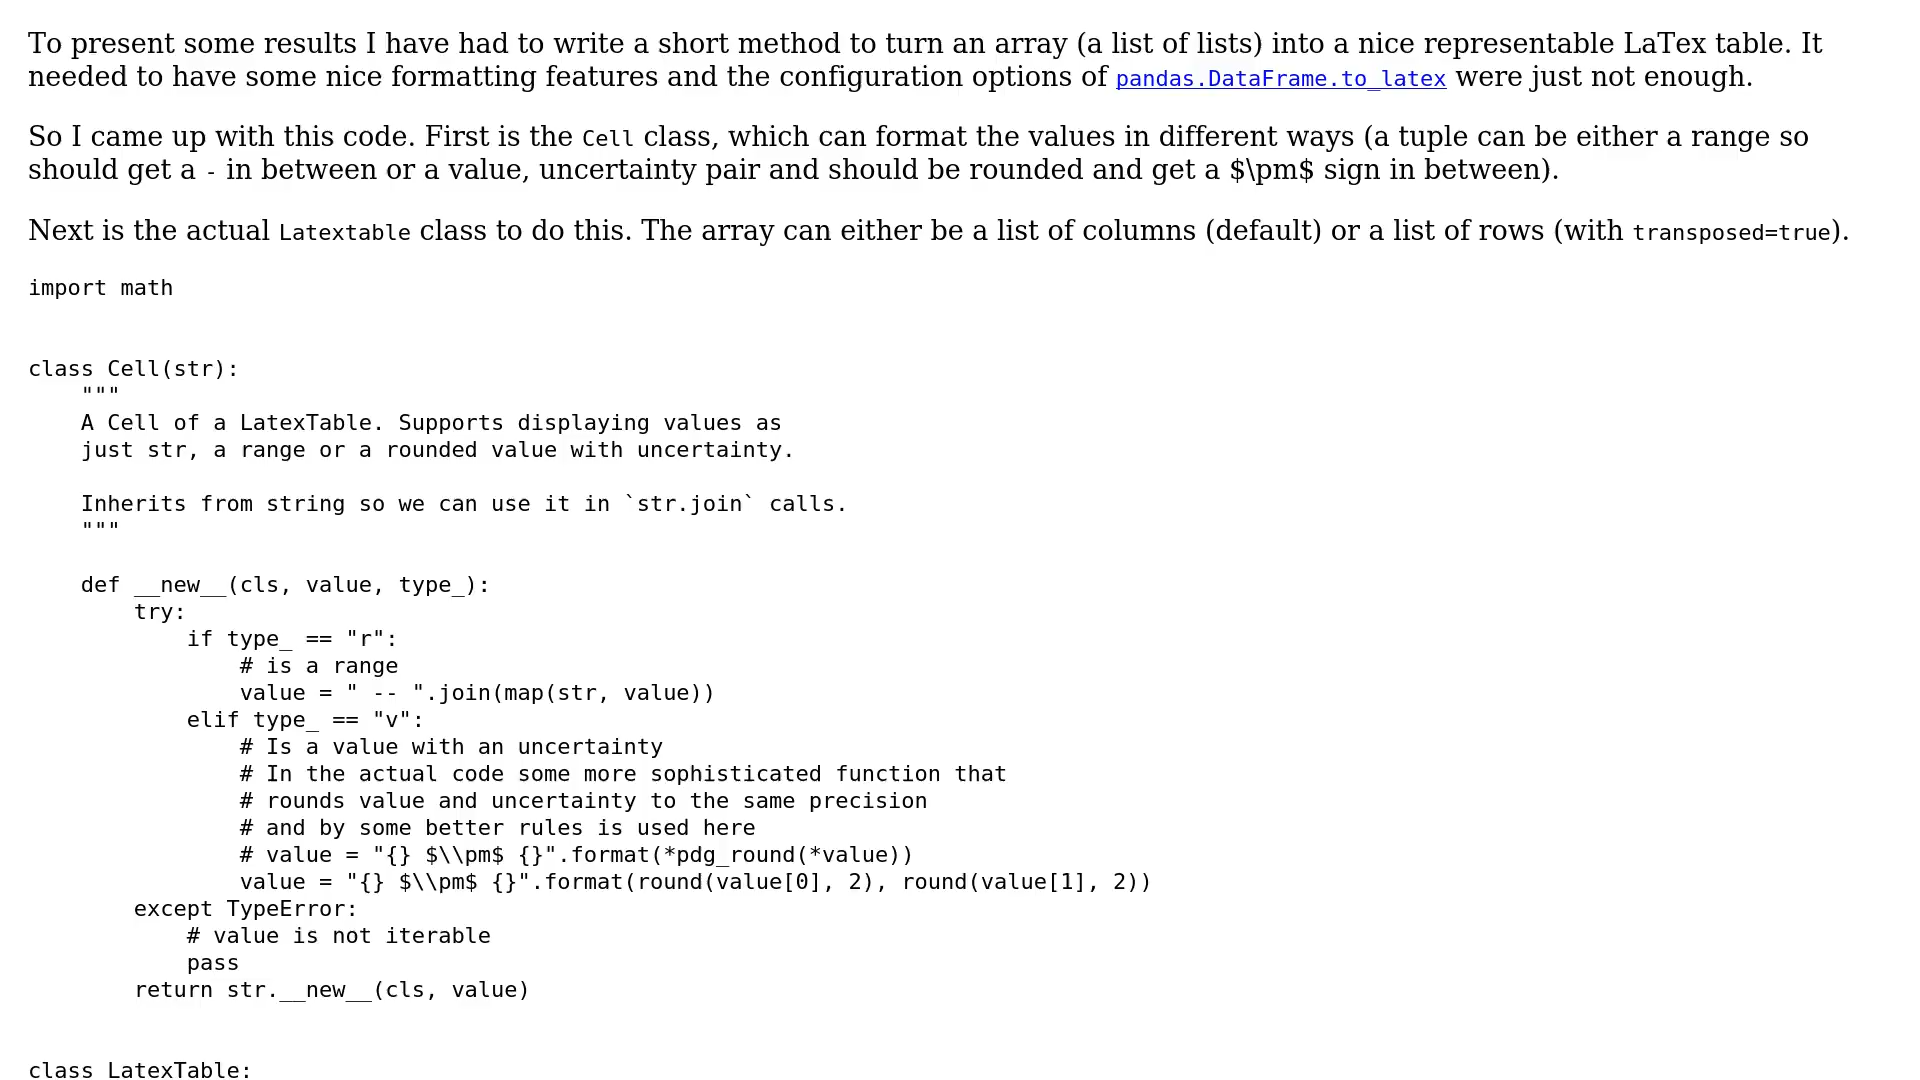 To present some results I have had to write a short method to turn an array (a list of lists) into a nice representable LaTex table. It
needed to have some nice formatting features and the configuration options of pandas.DataFrame.to_latex were just not enough.
So I came up with this code. First is the Cell class, which can format the values in different ways (a tuple can be either a range so
should get a - in between or a value, uncertainty pair and should be rounded and get a $\pm$ sign in between).
Next is the actual Latextable class to do this. The array can either be a list of columns (default) or a list of rows (with transposed=true).
import math
class Cell(str):
    """
    A Cell of a LatexTable. Supports displaying values as
    just str, a range or a rounded value with uncertainty.
    Inherits from string so we can use it in `str.join` calls.
    """
    def __new__(cls, value, type_):
        try:
            if type_ == "r":
                # is a range
                value = " -- ".join(map(str, value))
            elif type_ == "v":
                # Is a value with an uncertainty
                # In the actual code some more sophisticated function that
                # rounds value and uncertainty to the same precision
                # and by some better rules is used here
                # value = "{} $\\pm$ {}".format(*pdg_round(*value))
                value = "{} $\\pm$ {}".format(round(value[0], 2), round(value[1], 2))
        except TypeError:
            # value is not iterable
            pass
        return str.__new__(cls, value)
class LatexTable: